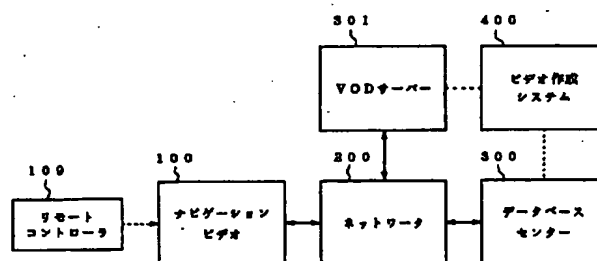 301
400
VODサーバー
ビデオ作成
システム
109
100
200
300
リモート
コントローラ
ナビゲーション
ビデオ
ネットワーク
データベース
センター